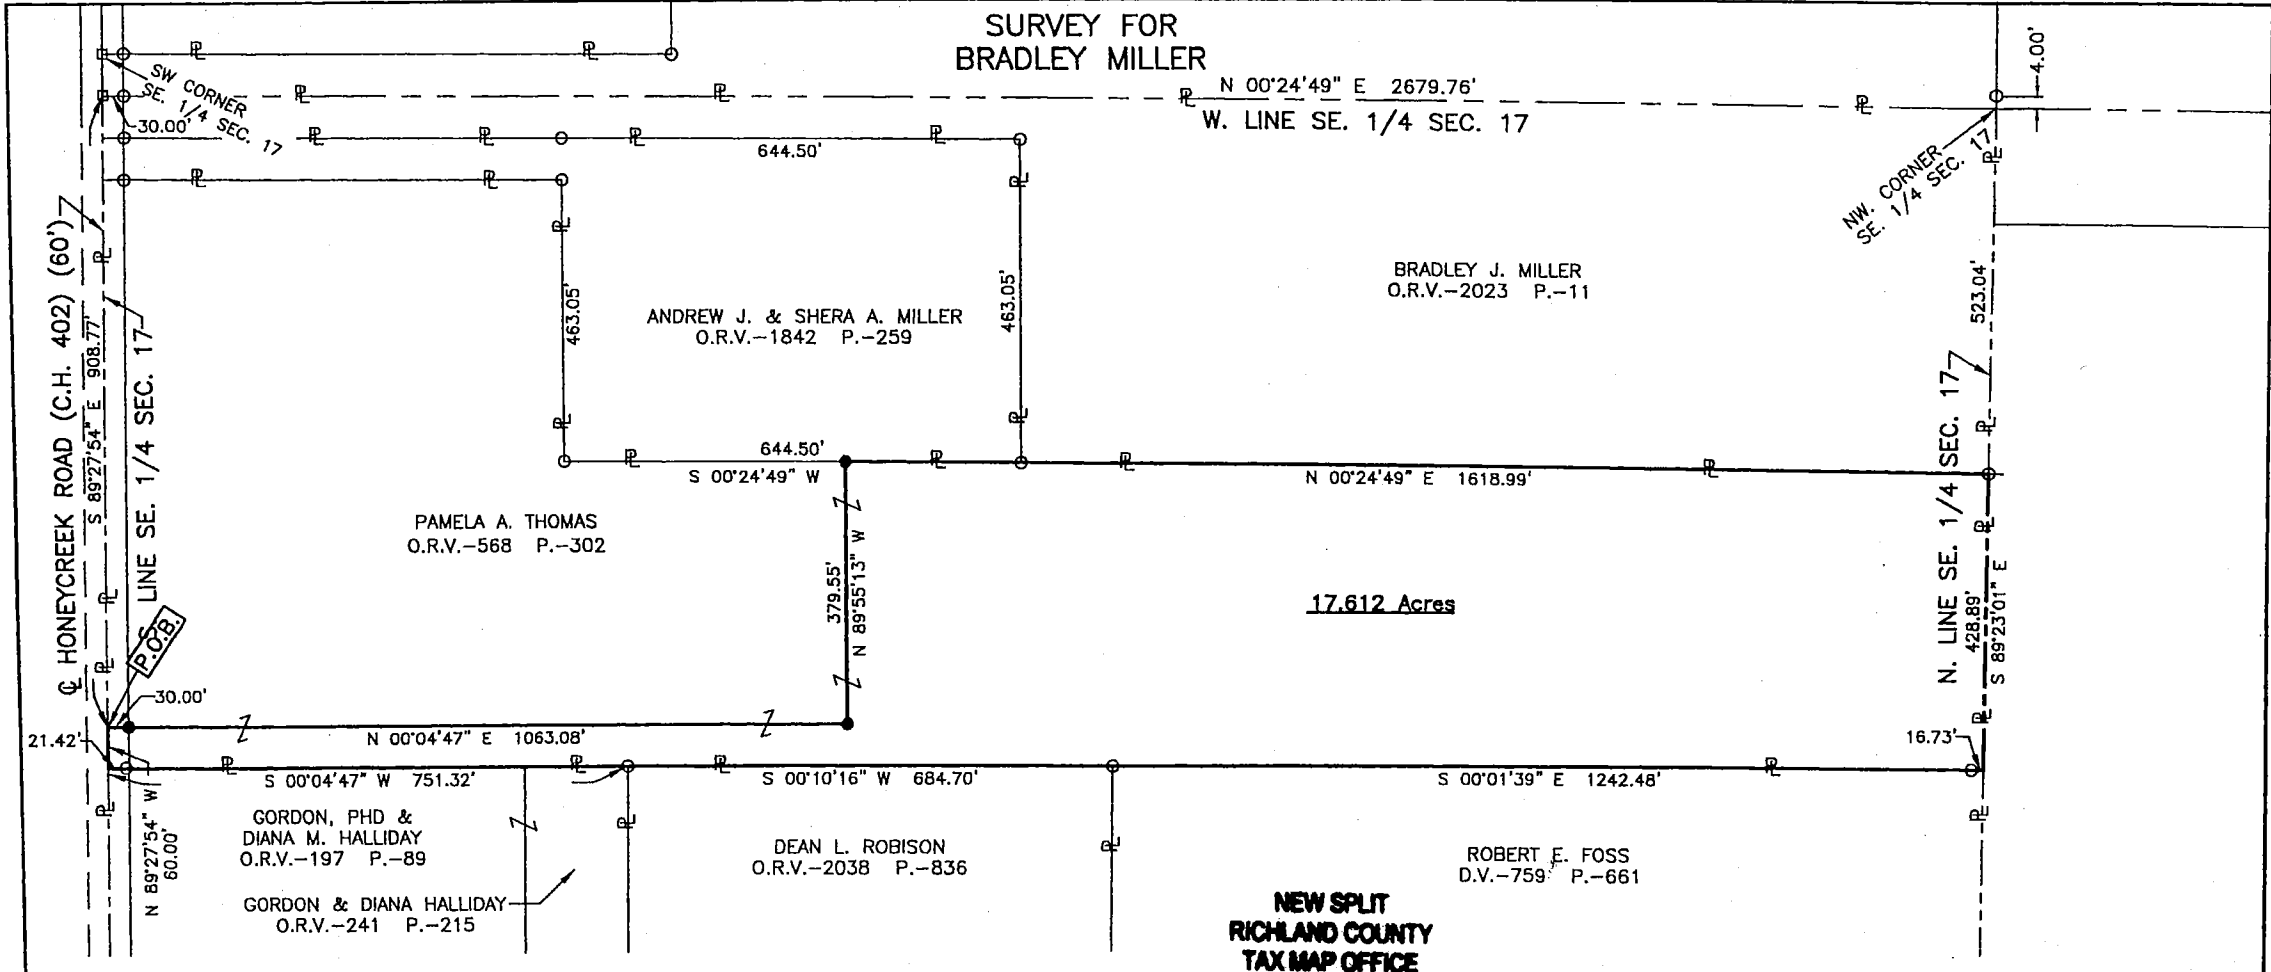 SURVEY FOR
BRADLEY MILLER
N 00°24'49" E 2679.76'
W. LINE SE. 1/4 SEC. 17
4.00'
SW CORNER
SE. 1/4 SEC. 17
30.00'
644.50'
NW. CORNER
SE. 1/4 SEC. 17
℄ HONEYCREEK ROAD (C.H. 402) (60')
S 89°27'54" E 908.77'
LINE SE. 1/4 SEC. 17
463.05'
ANDREW J. & SHERA A. MILLER
O.R.V.-1842 P.-259
463.05'
BRADLEY J. MILLER
O.R.V.-2023 P.-11
523.04'
N. LINE SE. 1/4 SEC. 17
644.50'
S 00°24'49" W
N 00°24'49" E 1618.99'
PAMELA A. THOMAS
O.R.V.-568 P.-302
379.55'
N 89°55'13" W
17.612 Acres
428.89'
S 89°23'01" E
P.O.B.
30.00'
21.42'
N 00°04'47" E 1063.08'
16.73'
S 00°04'47" W 751.32'
S 00°10'16" W 684.70'
S 00°01'39" E 1242.48'
N 89°27'54" W
60.00'
GORDON, PHD &
DIANA M. HALLIDAY
O.R.V.-197 P.-89
DEAN L. ROBISON
O.R.V.-2038 P.-836
ROBERT E. FOSS
D.V.-759 P.-661
GORDON & DIANA HALLIDAY
O.R.V.-241 P.-215
NEW SPLIT
RICHLAND COUNTY
TAX MAP OFFICE